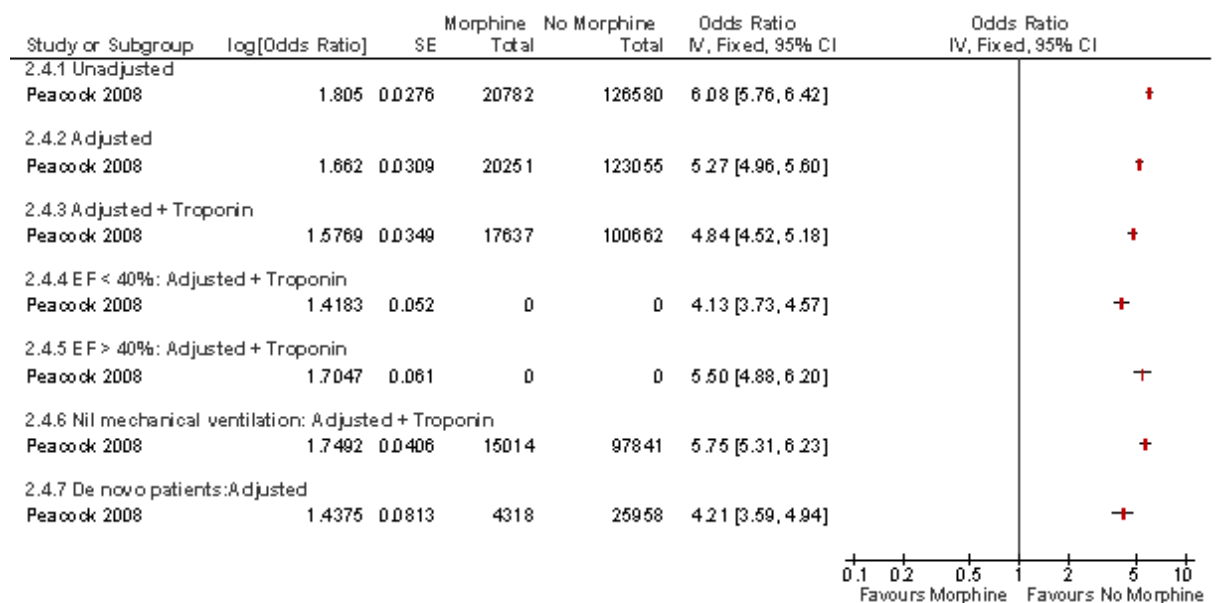 Morphine No Morphine Odds Ratio Odds Ratio
Study or Subgroup log[Odds Ratio] SE Total Total IV, Fixed, 95% CI IV, Fixed, 95% CI
2.4.1 Unadjusted
Peacock 2008 1.805 0.0276 20782 126580 6.08 [5.76, 6.42]
2.4.2 Adjusted
Peacock 2008 1.662 0.0309 20251 123055 5.27 [4.96, 5.60]
2.4.3 Adjusted + Troponin
Peacock 2008 1.5769 0.0349 17637 100662 4.84 [4.52, 5.18]
2.4.4 EF < 40%: Adjusted + Troponin
Peacock 2008 1.4183 0.052 0 0 4.13 [3.73, 4.57]
2.4.5 EF > 40%: Adjusted + Troponin
Peacock 2008 1.7047 0.061 0 0 5.50 [4.88, 6.20]
2.4.6 Nil mechanical ventilation: Adjusted + Troponin
Peacock 2008 1.7492 0.0406 15014 97841 5.75 [5.31, 6.23]
2.4.7 De novo patients:Adjusted
Peacock 2008 1.4375 0.0813 4318 25958 4.21 [3.59, 4.94]
0.1 0.2 0.5 1 2 5 10
Favours Morphine Favours No Morphine